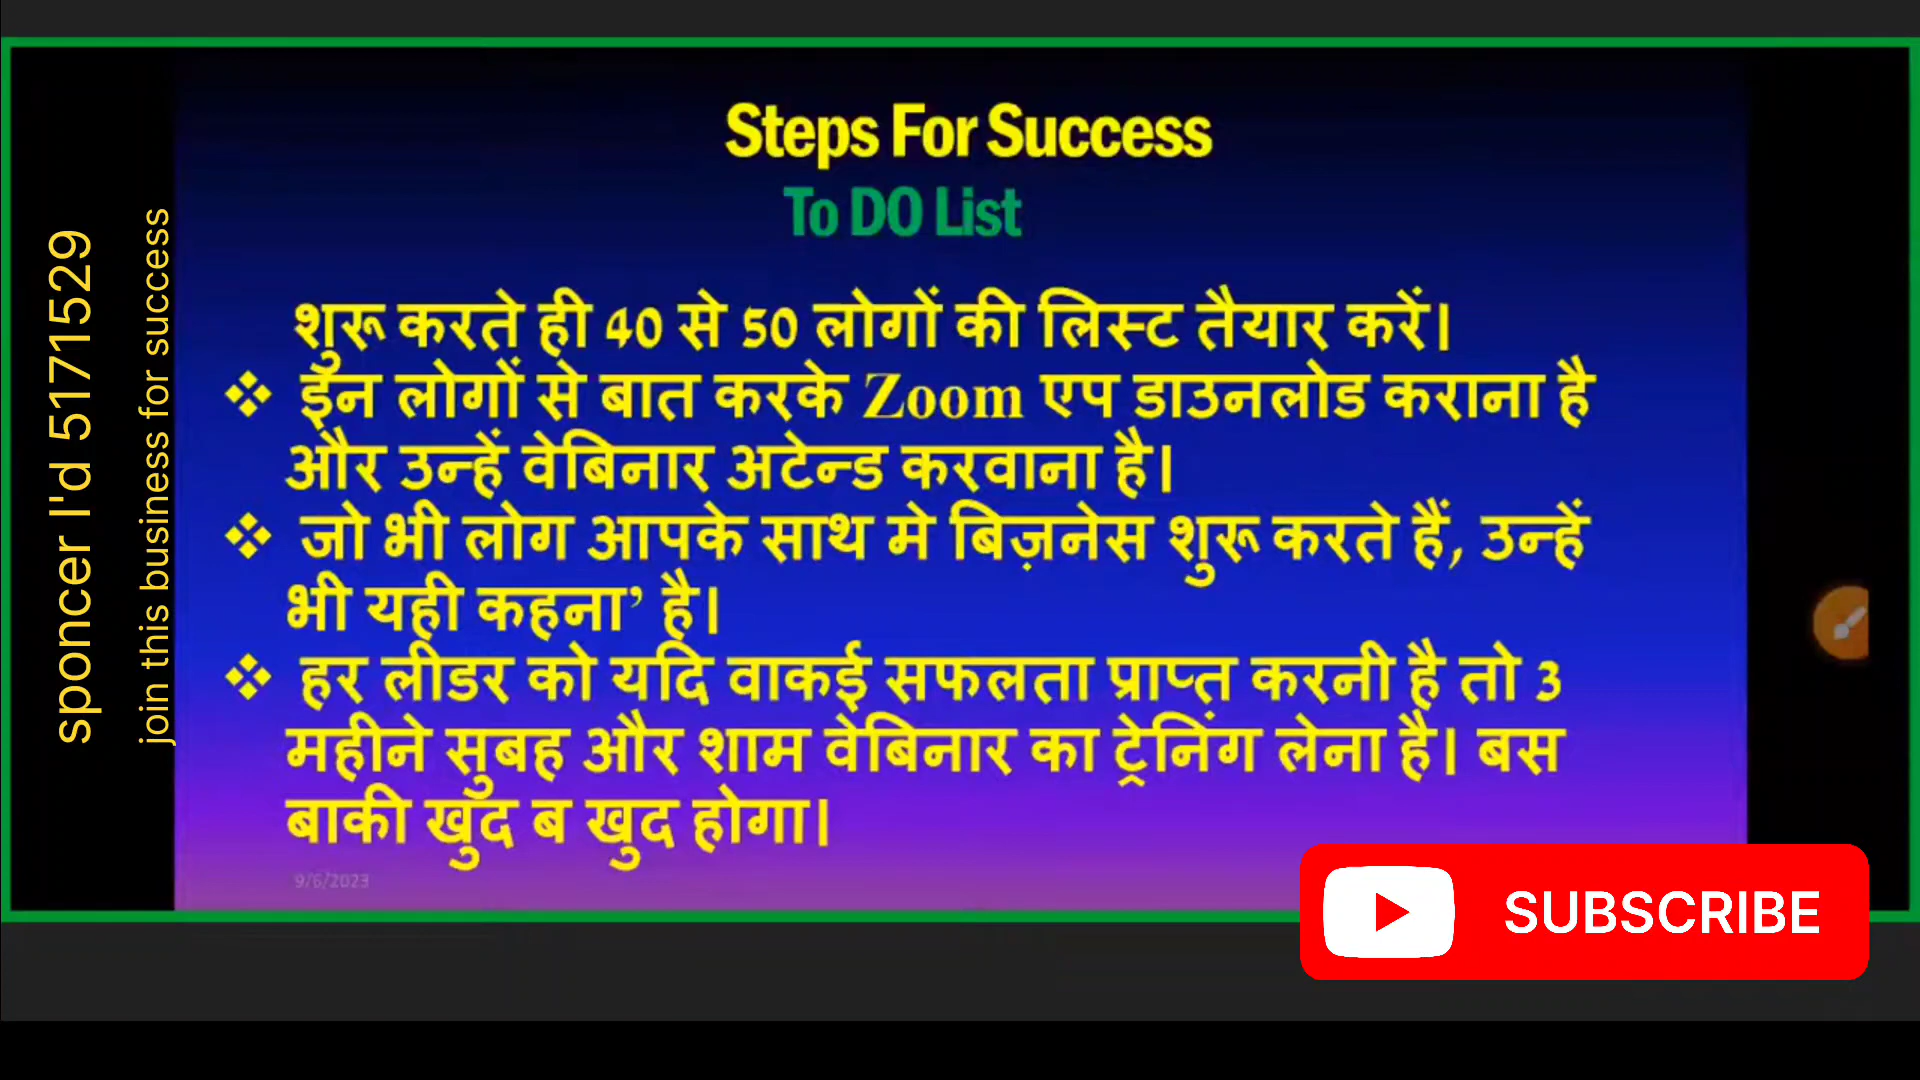 Steps For Success
To DO List
शुरू करते ही 40 से 50 लोगों की लिस्ट तैयार करें।
❖ इन लोगों से बात करके Zoom एप डाउनलोड कराना है
और उन्हें वेबिनार अटेन्ड करवाना है।
❖ जो भी लोग आपके साथ मे बिज़नेस शुरू करते हैं, उन्हें
भी यही कहना’ है।
❖ हर लीडर को यदि वाकई सफलता प्राप्त करनी है तो 3
महीने सुबह और शाम वेबिनार का ट्रेनिंग लेना है। बस
बाकी खुद ब खुद होगा।
9/6/2023
sponcer I'd 5171529
join this business for success
SUBSCRIBE